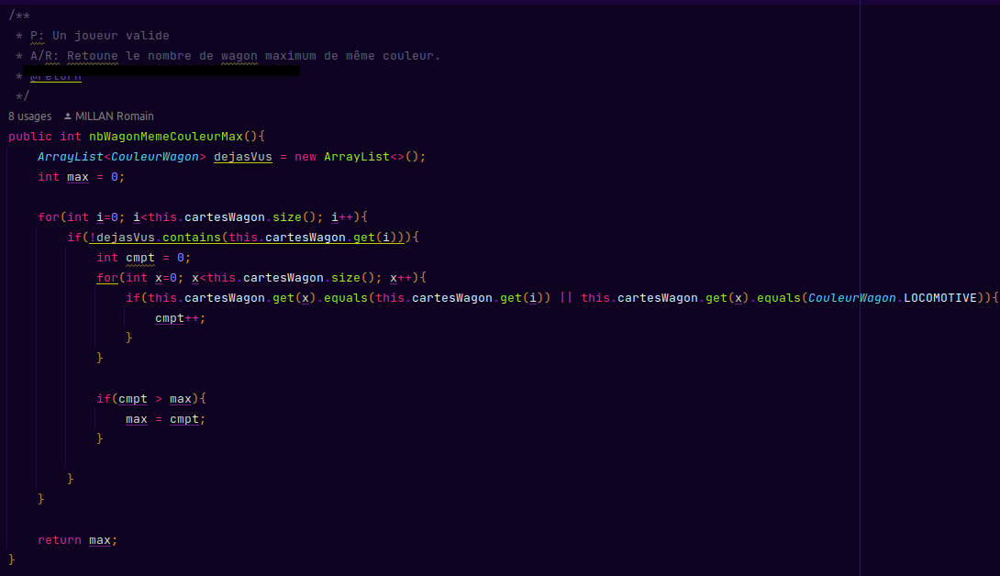 /**
 * P: Un joueur valide
 * A/R: Retoune le nombre de wagon maximum de même couleur.
 * @return
 */
8 usages MILLAN Romain
public int nbWagonMemeCouleurMax(){
    ArrayList<CouleurWagon> dejasVus = new ArrayList<>();
    int max = 0;

    for(int i=0; i<this.cartesWagon.size(); i++){
        if(!dejasVus.contains(this.cartesWagon.get(i))){
            int cmpt = 0;
            for(int x=0; x<this.cartesWagon.size(); x++){
                if(this.cartesWagon.get(x).equals(this.cartesWagon.get(i)) || this.cartesWagon.get(x).equals(CouleurWagon.LOCOMOTIVE)){
                    cmpt++;
                }
            }

            if(cmpt > max){
                max = cmpt;
            }

        }
    }

    return max;
}